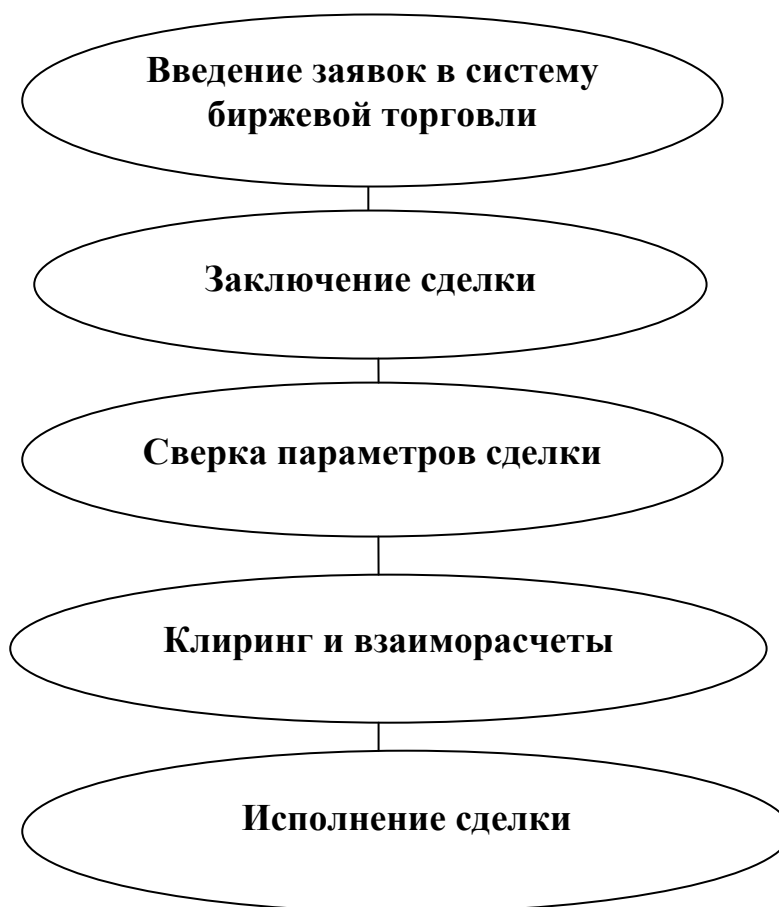 Введение заявок в систему
биржевой торговли
Заключение сделки
Сверка параметров сделки
Клиринг и взаиморасчеты
Исполнение сделки